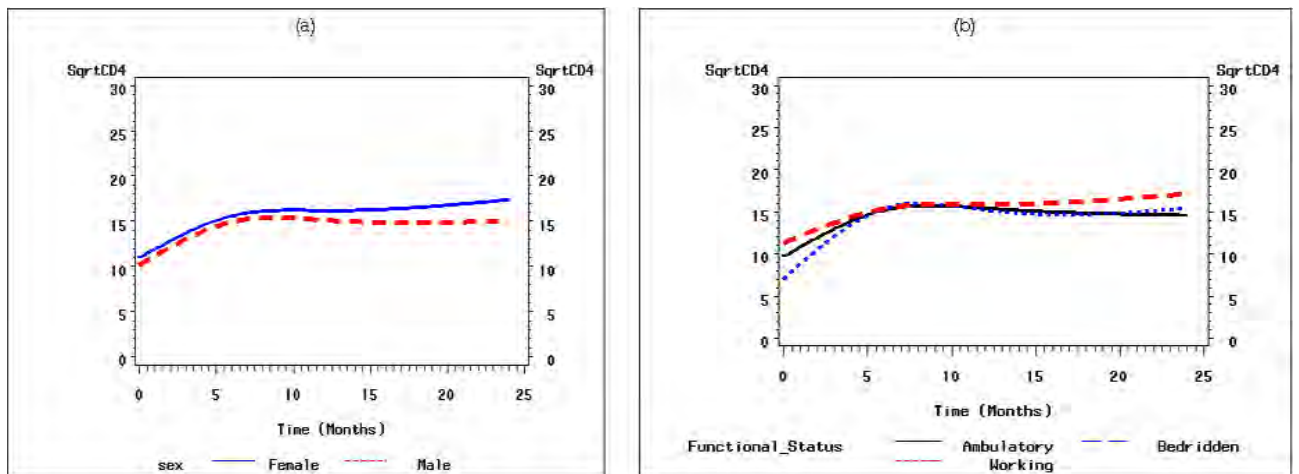 (a)
SqrtCD4 SqrtCD4
30 30
25 25
20 20
15 15
10 10
5 5
0 0
0 5 10 15 20 25
Time (Months)
sex Female Male
(b)
SqrtCD4 SqrtCD4
30 30
25 25
20 20
15 15
10 10
5 5
0 0
0 5 10 15 20 25
Time (Months)
Functional_Status Ambulatory Bedridden
Working